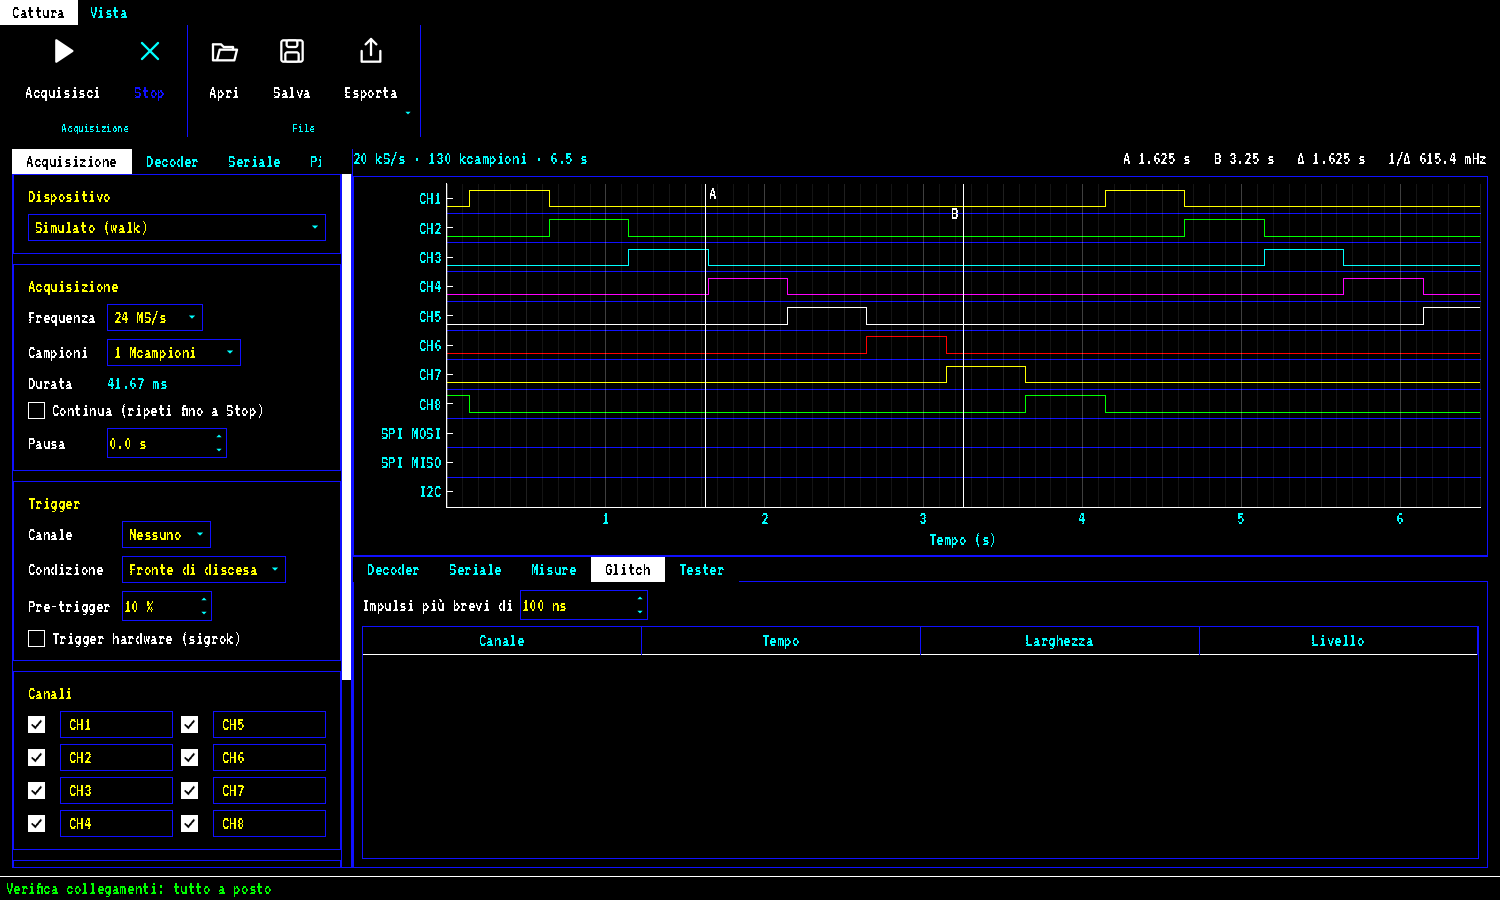 Cattura Vista
Acquisisci Stop Apri Salva Esporta
Acquisizione File
Acquisizione Decoder Seriale Pi
20 kS/s · 130 kcampioni · 6.5 s A 1.625 s B 3.25 s Δ 1.625 s 1/Δ 615.4 mHz
Dispositivo
Simulato (walk)
Acquisizione
Frequenza 24 MS/s
Campioni 1 Mcampioni
Durata 41.67 ms
Continua (ripeti fino a Stop)
Pausa 0.0 s
Trigger
Canale Nessuno
Condizione Fronte di discesa
Pre-trigger 10 %
Trigger hardware (sigrok)
Canali
CH1 CH5
CH2 CH6
CH3 CH7
CH4 CH8
A
B
CH1
CH2
CH3
CH4
CH5
CH6
CH7
CH8
SPI MOSI
SPI MISO
I2C
1 2 3 4 5 6
Tempo (s)
Decoder Seriale Misure Glitch Tester
Impulsi più brevi di 100 ns
Canale Tempo Larghezza Livello
Verifica collegamenti: tutto a posto